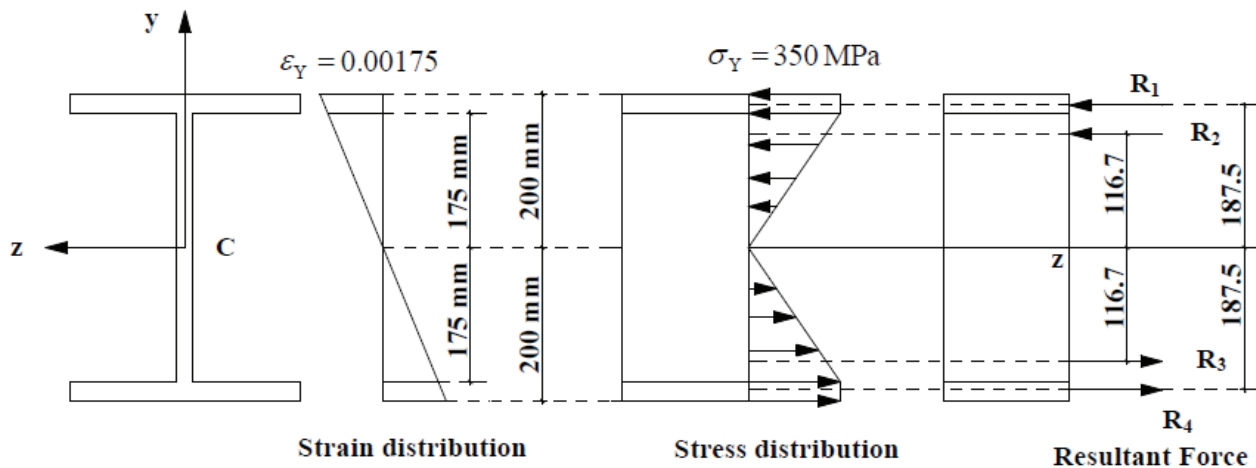 y
ε_Y = 0.00175
σ_Y = 350 MPa
R₁
R₂
175 mm
200 mm
116.7
187.5
z
C
z
175 mm
200 mm
116.7
187.5
R₃
R₄
Strain distribution
Stress distribution
Resultant Force